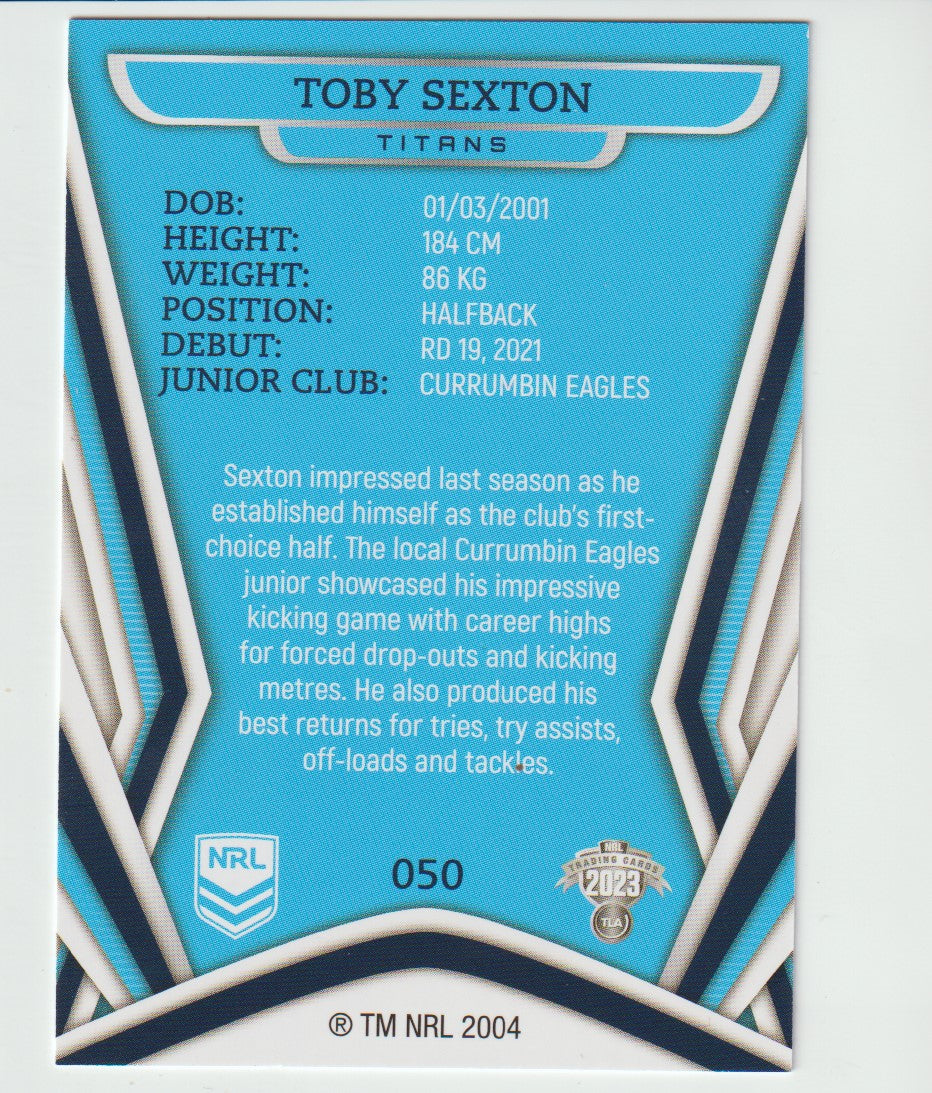 TOBY SEXTON
TITANS
DOB: 01/03/2001
HEIGHT: 184 CM
WEIGHT: 86 KG
POSITION: HALFBACK
DEBUT: RD 19, 2021
JUNIOR CLUB: CURRUMBIN EAGLES
Sexton impressed last season as he
established himself as the club's first-
choice half. The local Currumbin Eagles
junior showcased his impressive
kicking game with career highs
for forced drop-outs and kicking
metres. He also produced his
best returns for tries, try assists,
off-loads and tackles.
NRL
050
NRL
TRADING CARDS
2023
TLA
® TM NRL 2004